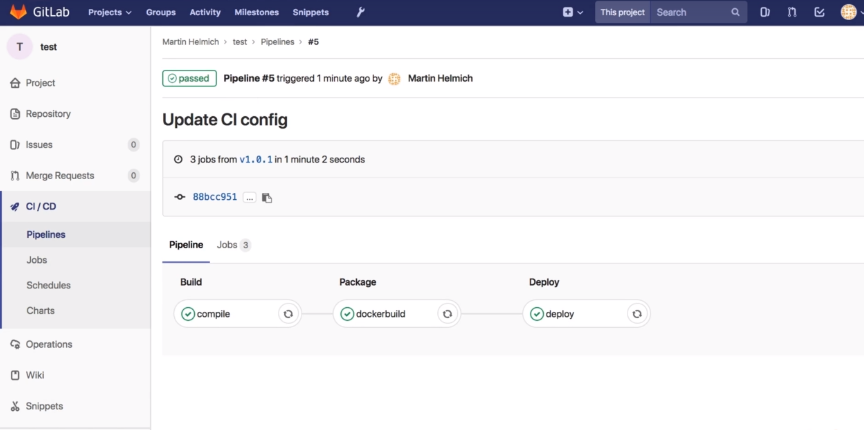 GitLab Projects Groups Activity Milestones Snippets This project Search
T test
Martin Helmich > test > Pipelines > #5
Project
passed Pipeline #5 triggered 1 minute ago by Martin Helmich
Repository
Update CI config
Issues 0
3 jobs from v1.0.1 in 1 minute 2 seconds
Merge Requests 0
88bcc951 ...
CI / CD
Pipelines
Pipeline Jobs 3
Jobs
Schedules
Build Package Deploy
Charts
compile dockerbuild deploy
Operations
Wiki
Snippets